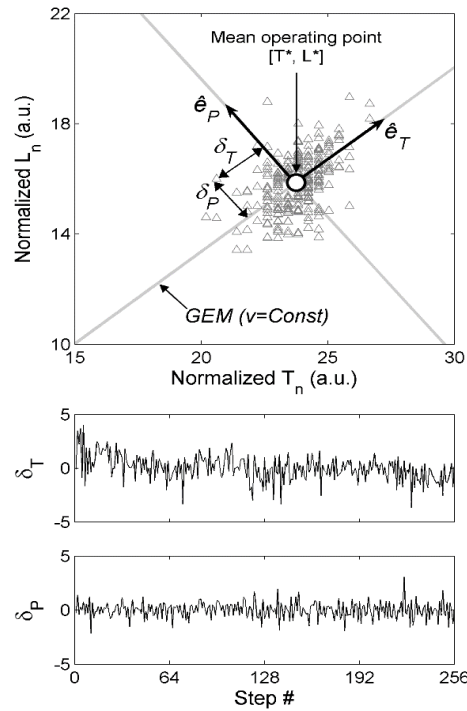 22
18
14
10
Normalized L_n (a.u.)
Mean operating point
[T*, L*]
ê_P
ê_T
δ_T
δ_P
GEM (v=Const)
15 20 25 30
Normalized T_n (a.u.)
5
0
-5
δ_T
5
0
-5
δ_P
0 64 128 192 256
Step #